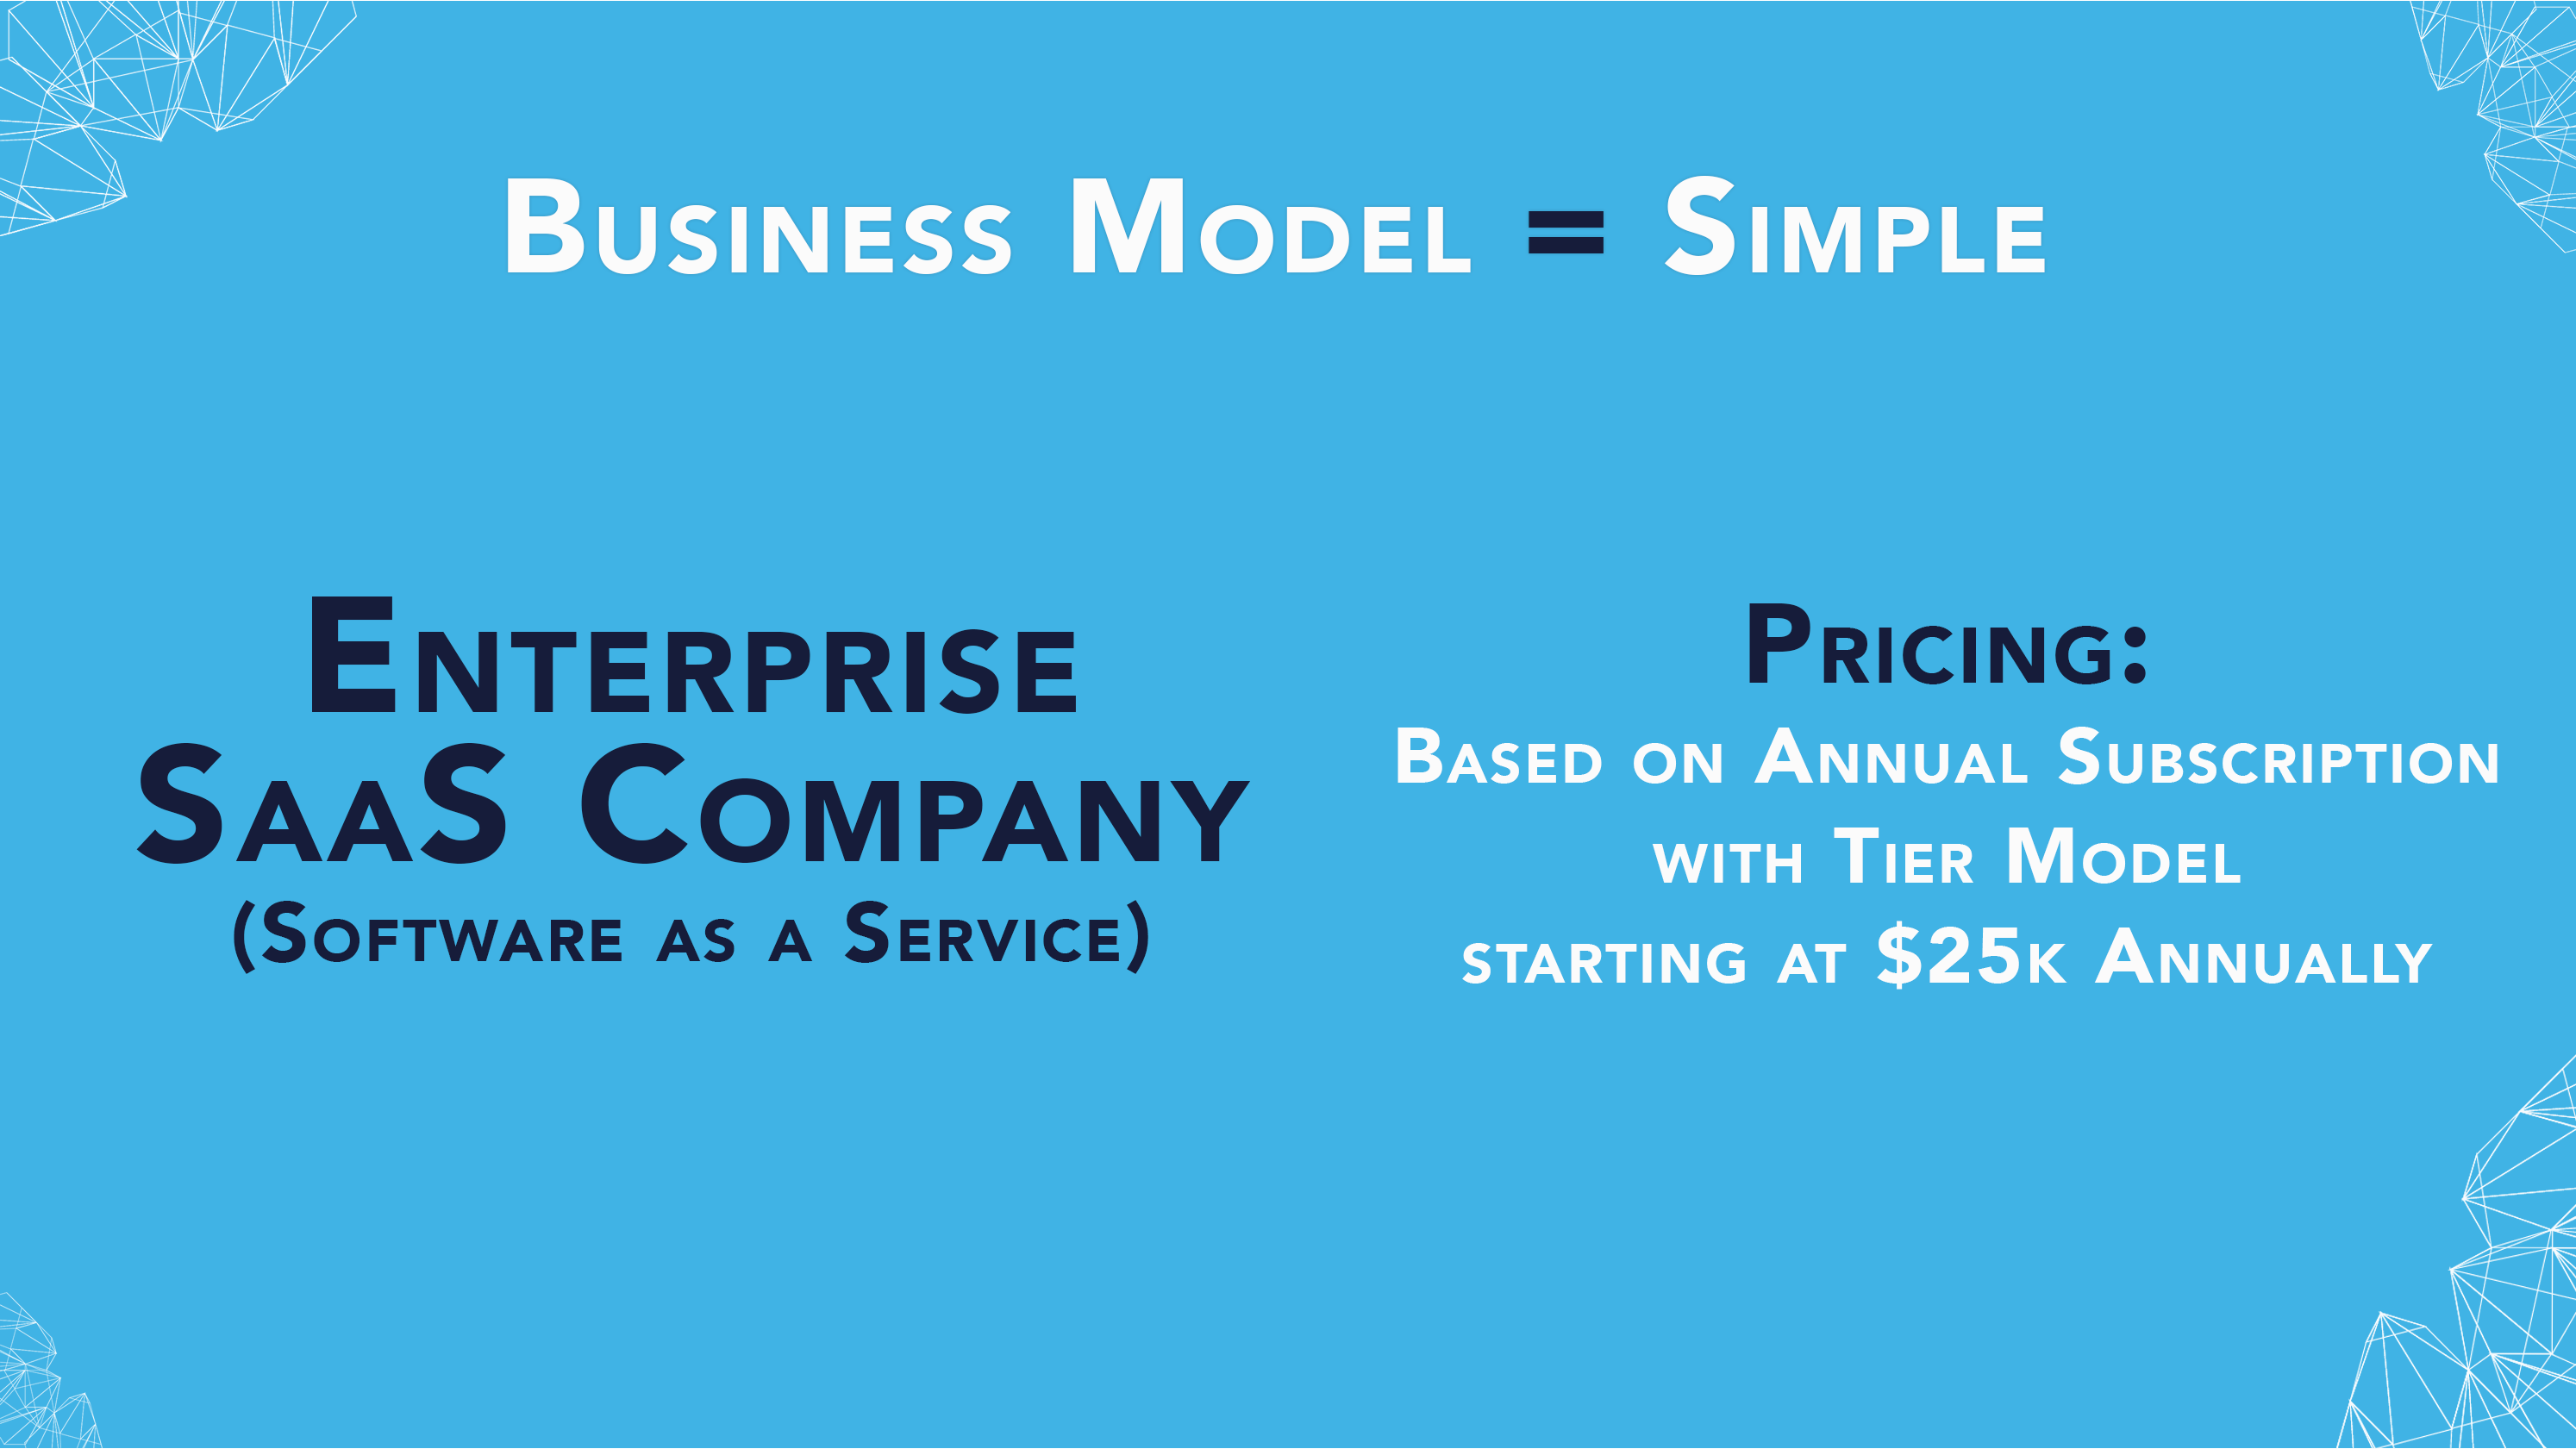 Business Model = Simple
Enterprise
SaaS Company
(Software as a Service)
Pricing:
Based on Annual Subscription
with Tier Model
starting at $25k Annually